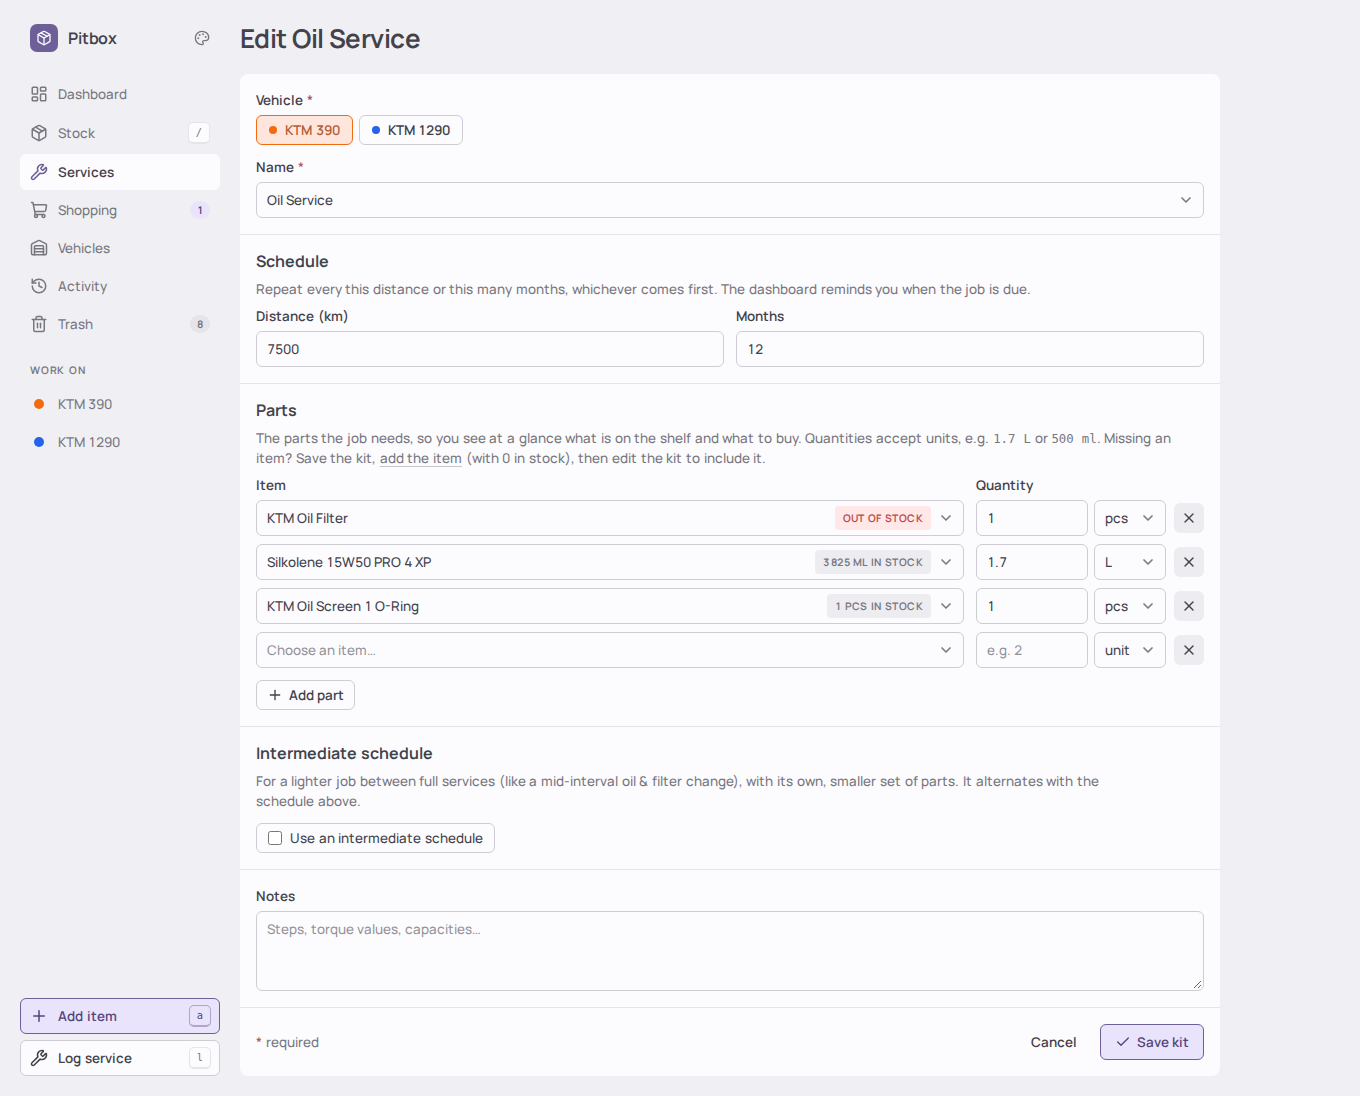 Pitbox
Edit Oil Service
Dashboard
Stock /
Services
Shopping 1
Vehicles
Activity
Trash 8
WORK ON
KTM 390
KTM 1290
Add item a
Log service l
Vehicle *
KTM 390 KTM 1290
Name *
Oil Service
Schedule
Repeat every this distance or this many months, whichever comes first. The dashboard reminds you when the job is due.
Distance (km) Months
7500 12
Parts
The parts the job needs, so you see at a glance what is on the shelf and what to buy. Quantities accept units, e.g. 1.7 L or 500 ml. Missing an
item? Save the kit, add the item (with 0 in stock), then edit the kit to include it.
Item Quantity
KTM Oil Filter OUT OF STOCK 1 pcs
Silkolene 15W50 PRO 4 XP 3 825 ML IN STOCK 1.7 L
KTM Oil Screen 1 O-Ring 1 PCS IN STOCK 1 pcs
Choose an item... e.g. 2 unit
Add part
Intermediate schedule
For a lighter job between full services (like a mid-interval oil & filter change), with its own, smaller set of parts. It alternates with the
schedule above.
Use an intermediate schedule
Notes
Steps, torque values, capacities...
* required Cancel Save kit